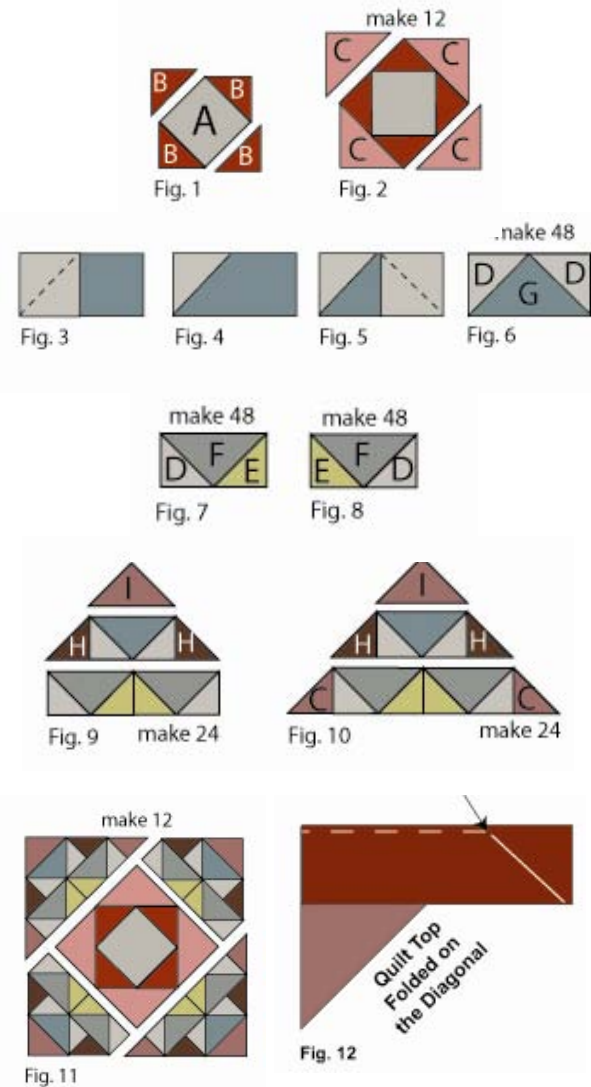 make 12
B
B
A
B
B
Fig. 1
C
C
C
C
Fig. 2
.nake 48
D
D
G
Fig. 3
Fig. 4
Fig. 5
Fig. 6
make 48
make 48
F
D
E
F
E
D
Fig. 7
Fig. 8
I
H
H
Fig. 9
make 24
I
H
H
C
C
Fig. 10
make 24
make 12
Fig. 11
Quilt Top
Folded on
the Diagonal
Fig. 12